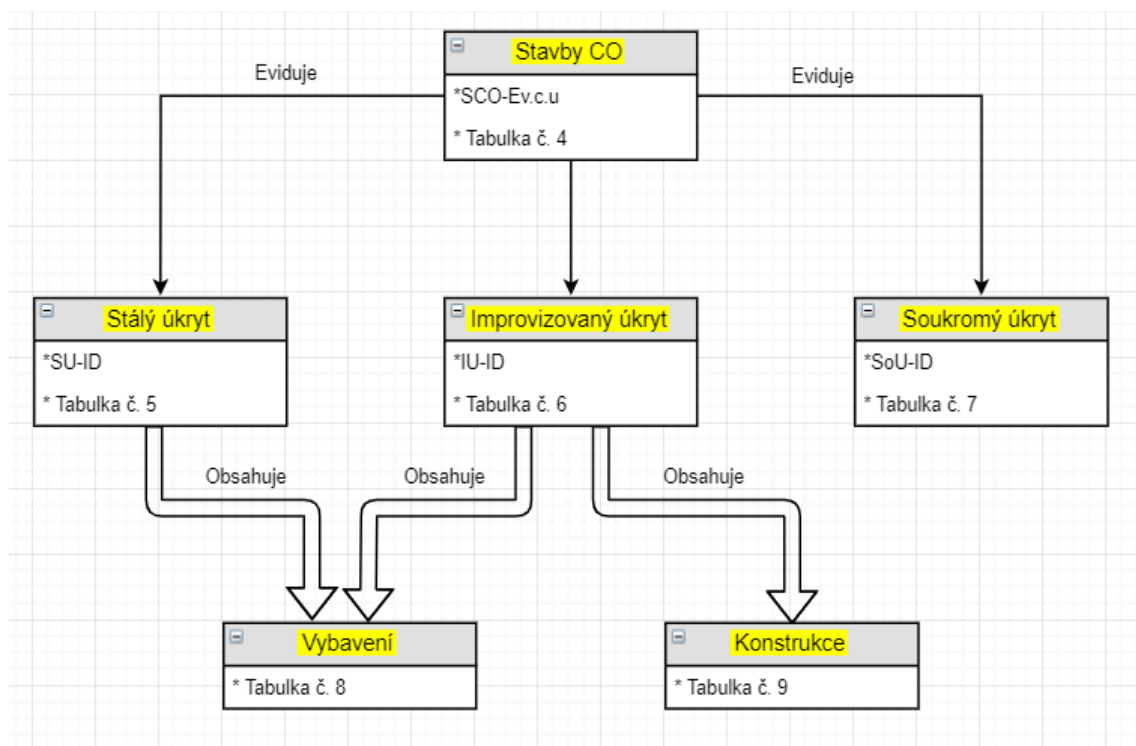 Stavby CO
Eviduje
Eviduje
*SCO-Ev.c.u
* Tabulka č. 4
Stálý úkryt
*SU-ID
* Tabulka č. 5
Improvizovaný úkryt
*IU-ID
* Tabulka č. 6
Soukromý úkryt
*SoU-ID
* Tabulka č. 7
Obsahuje
Obsahuje
Obsahuje
Vybavení
* Tabulka č. 8
Konstrukce
* Tabulka č. 9